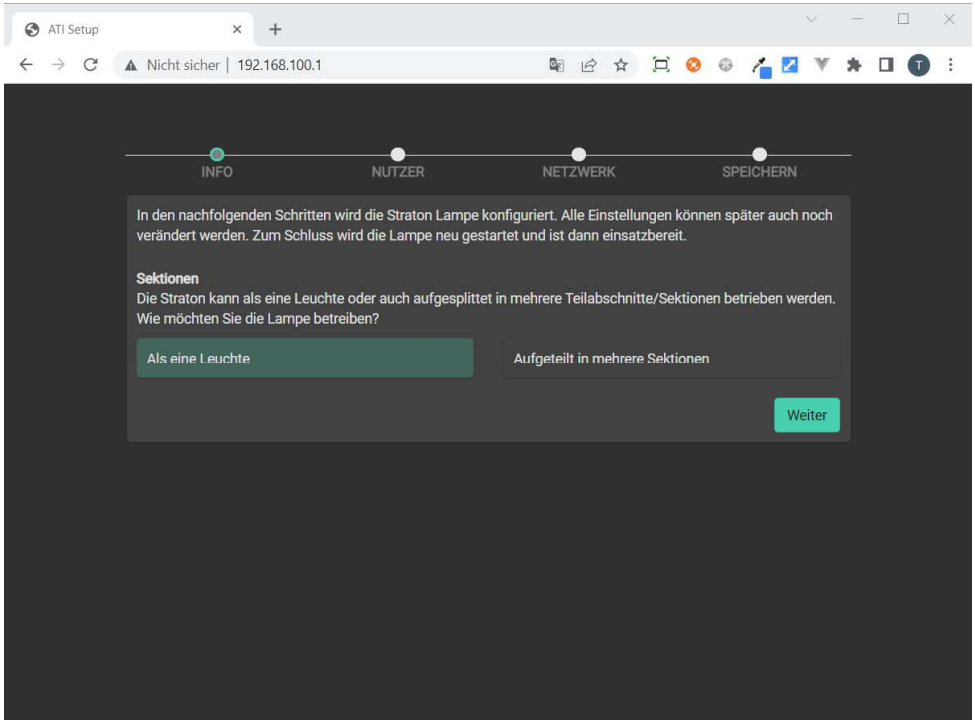 ATI Setup
Nicht sicher | 192.168.100.1
T
INFO
NUTZER
NETZWERK
SPEICHERN
In den nachfolgenden Schritten wird die Straton Lampe konfiguriert. Alle Einstellungen können später auch noch
verändert werden. Zum Schluss wird die Lampe neu gestartet und ist dann einsatzbereit.
Sektionen
Die Straton kann als eine Leuchte oder auch aufgesplittet in mehrere Teilabschnitte/Sektionen betrieben werden.
Wie möchten Sie die Lampe betreiben?
Als eine Leuchte
Aufgeteilt in mehrere Sektionen
Weiter